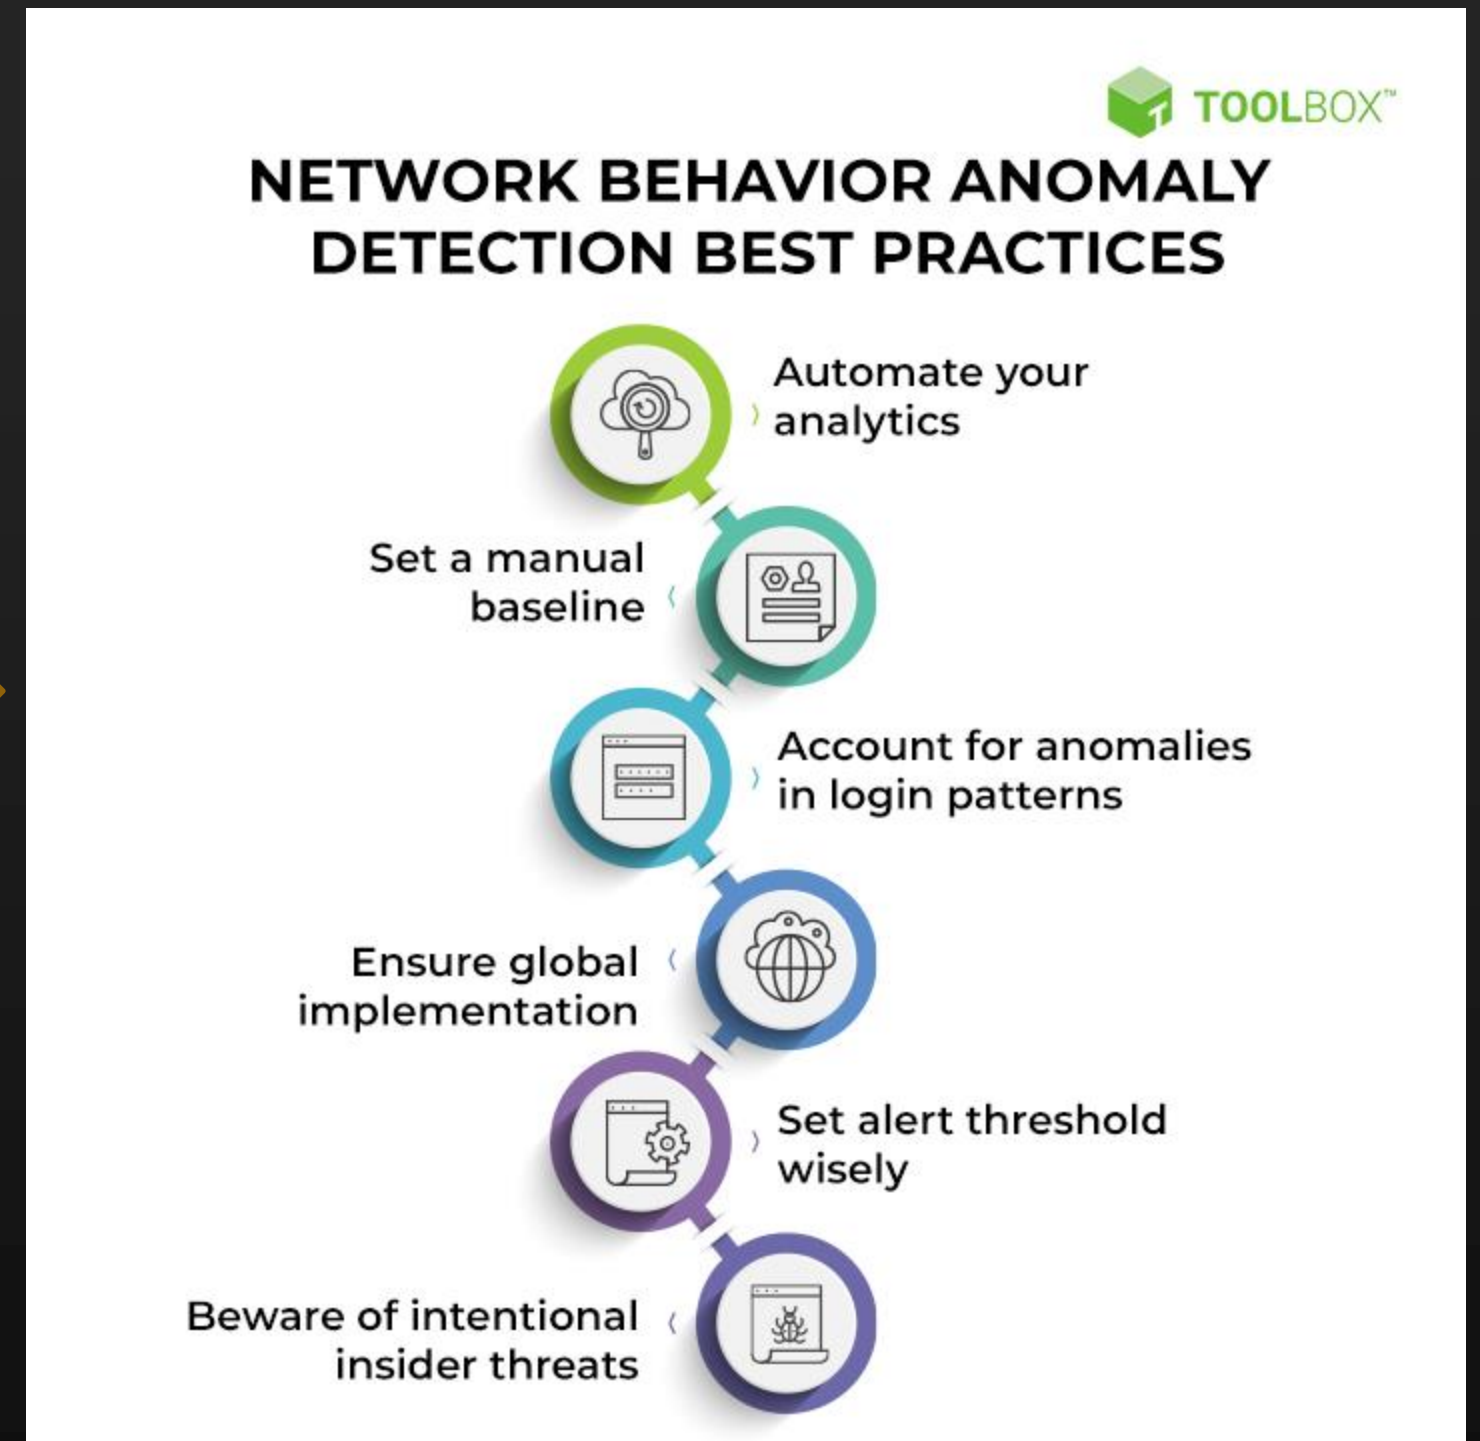 TOOLBOX™
NETWORK BEHAVIOR ANOMALY
DETECTION BEST PRACTICES
Automate your
analytics
Set a manual
baseline
Account for anomalies
in login patterns
Ensure global
implementation
Set alert threshold
wisely
Beware of intentional
insider threats